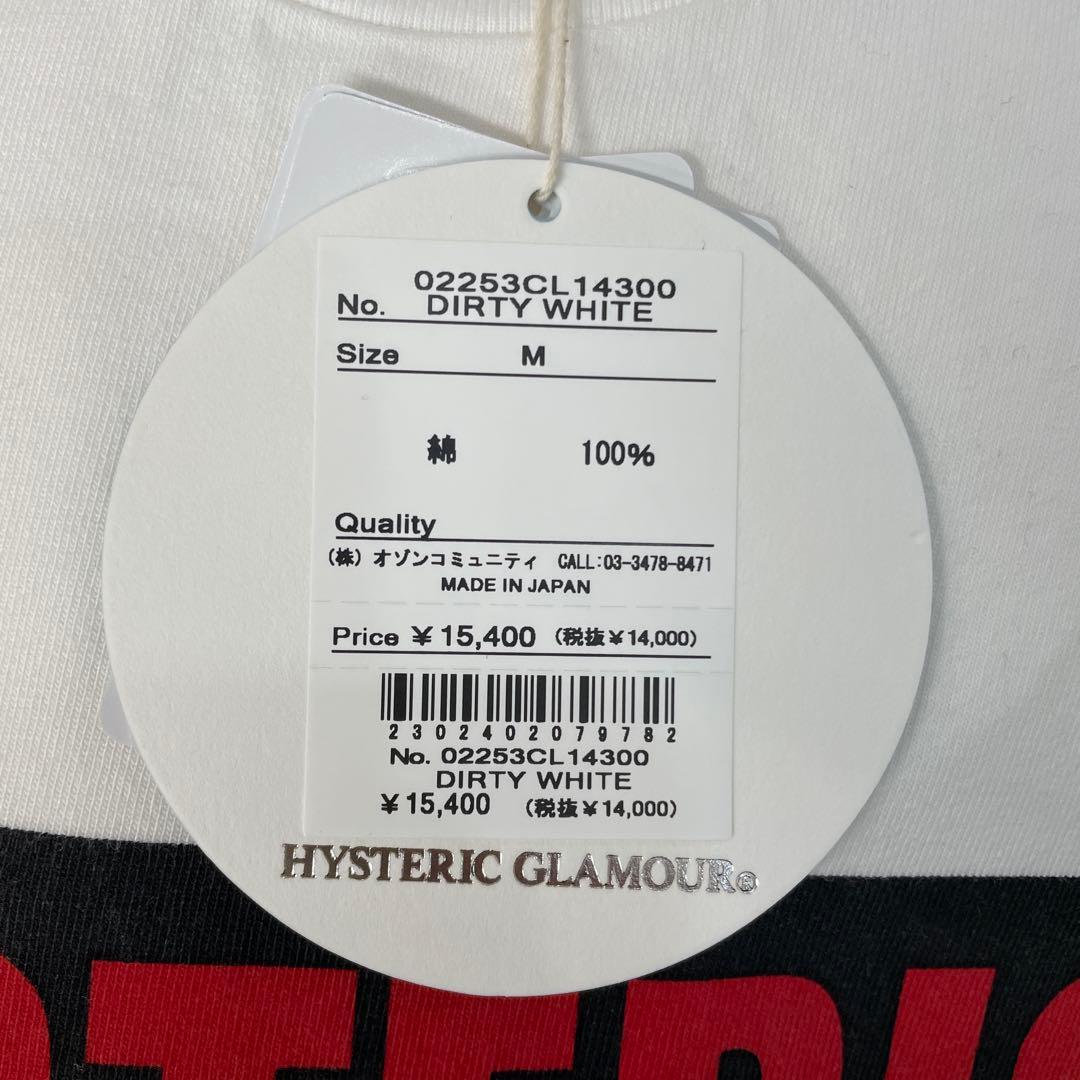 02253CL14300
No. DIRTY WHITE
Size M
綿 100%
Quality
(株) オゾンコミュニティ CALL:03-3478-8471
MADE IN JAPAN
Price ¥15,400 (税抜¥14,000)
2302402079782
No. 02253CL14300
DIRTY WHITE
¥15,400 (税抜¥14,000)
HYSTERIC GLAMOUR®
STERIC